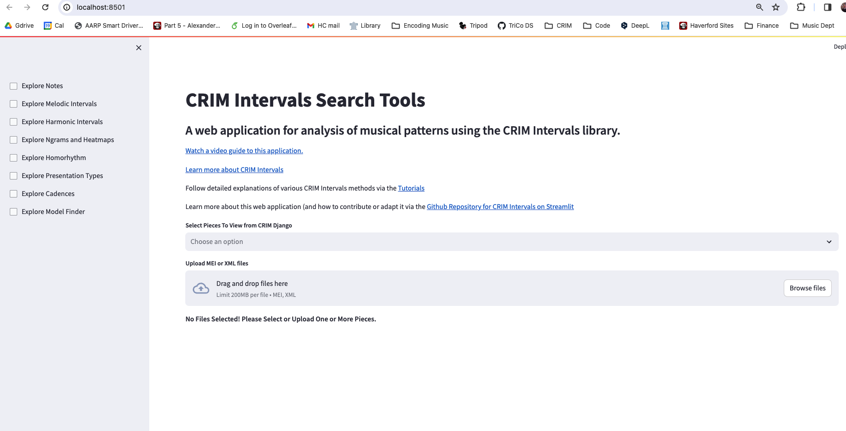 localhost:8501
Gdrive
Cal
AARP Smart Driver...
Part 5 - Alexander...
Log in to Overleaf...
HC mail
Library
Encoding Music
Tripod
TriCo DS
CRIM
Code
DeepL
Haverford Sites
Finance
Music Dept
Depl
Explore Notes
Explore Melodic Intervals
Explore Harmonic Intervals
Explore Ngrams and Heatmaps
Explore Homorhythm
Explore Presentation Types
Explore Cadences
Explore Model Finder
CRIM Intervals Search Tools
A web application for analysis of musical patterns using the CRIM Intervals library.
Watch a video guide to this application.
Learn more about CRIM Intervals
Follow detailed explanations of various CRIM Intervals methods via the Tutorials
Learn more about this web application (and how to contribute or adapt it via the Github Repository for CRIM Intervals on Streamlit
Select Pieces To View from CRIM Django
Choose an option
Upload MEI or XML files
Drag and drop files here
Limit 200MB per file • MEI, XML
Browse files
No Files Selected! Please Select or Upload One or More Pieces.